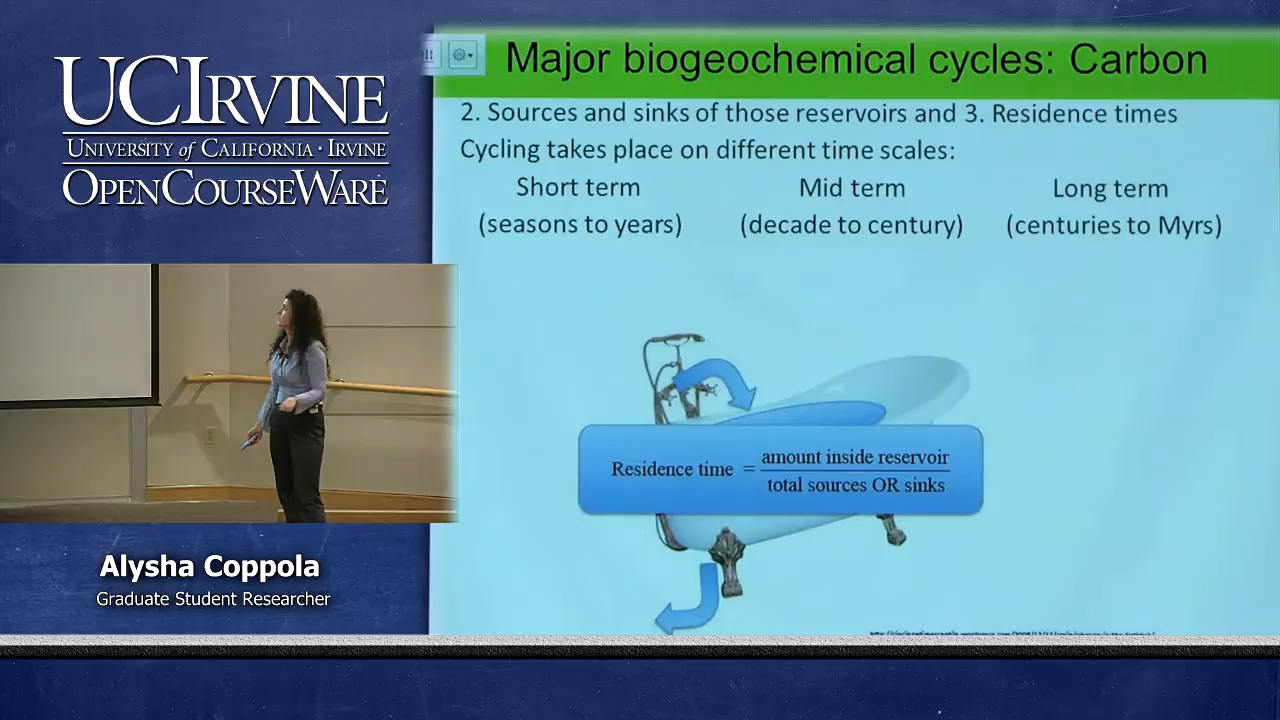 UCIRVINE
UNIVERSITY of CALIFORNIA · IRVINE
OPENCOURSEWARE
Alysha Coppola
Graduate Student Researcher
Major biogeochemical cycles: Carbon
2. Sources and sinks of those reservoirs and 3. Residence times
Cycling takes place on different time scales:
Short term Mid term Long term
(seasons to years) (decade to century) (centuries to Myrs)
Residence time = amount inside reservoir
total sources OR sinks